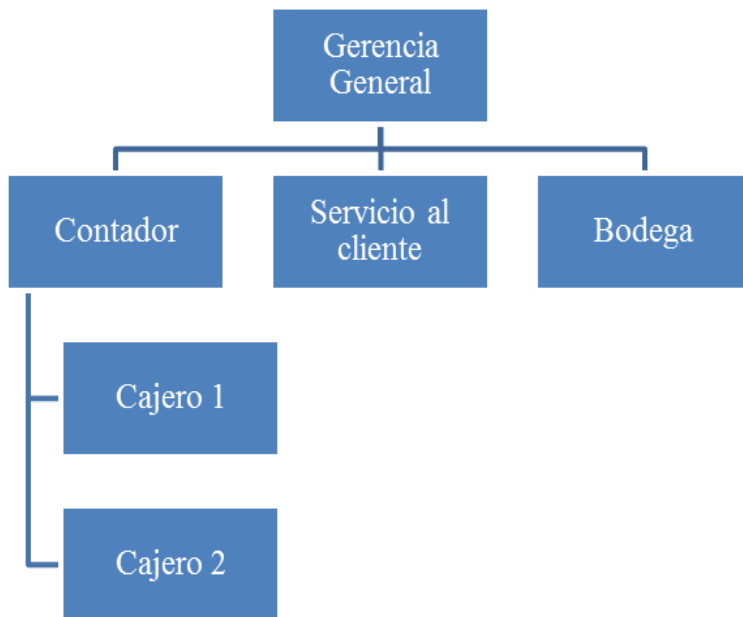 Gerencia
General
Contador
Servicio al
cliente
Bodega
Cajero 1
Cajero 2